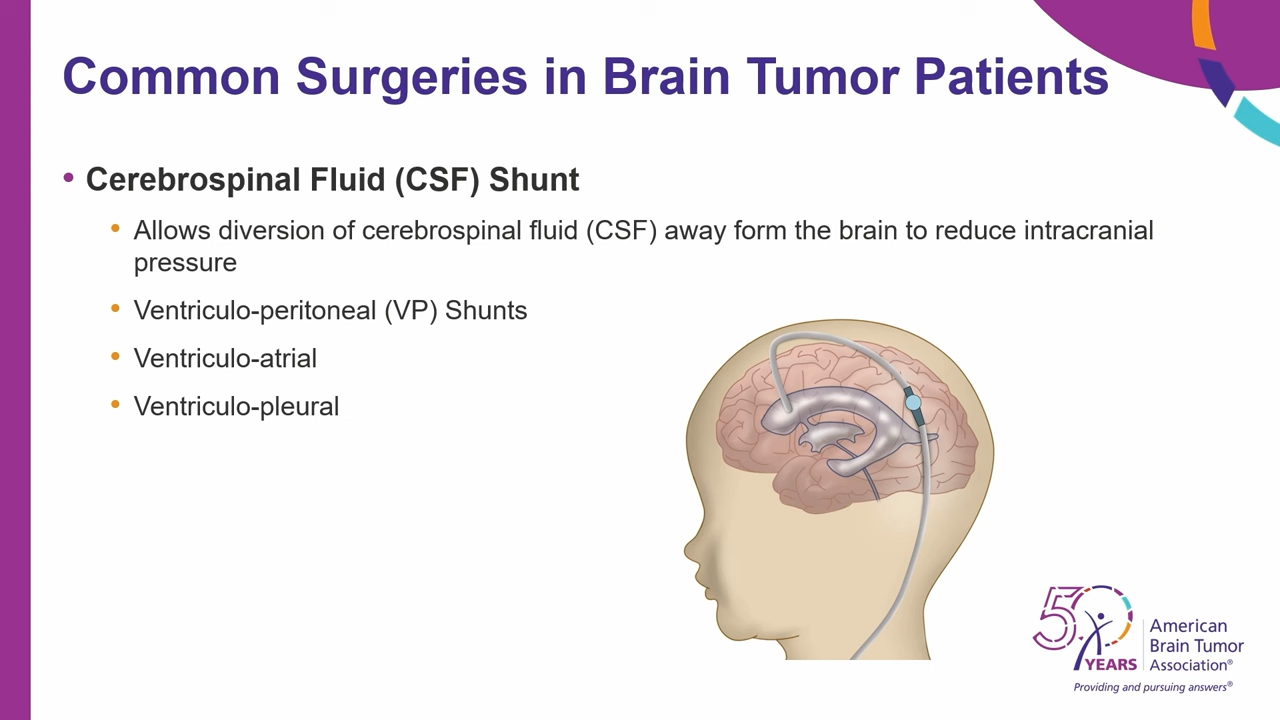 Common Surgeries in Brain Tumor Patients
• Cerebrospinal Fluid (CSF) Shunt
• Allows diversion of cerebrospinal fluid (CSF) away form the brain to reduce intracranial
pressure
• Ventriculo-peritoneal (VP) Shunts
• Ventriculo-atrial
• Ventriculo-pleural
50
YEARS
American
Brain Tumor
Association®
Providing and pursuing answers®